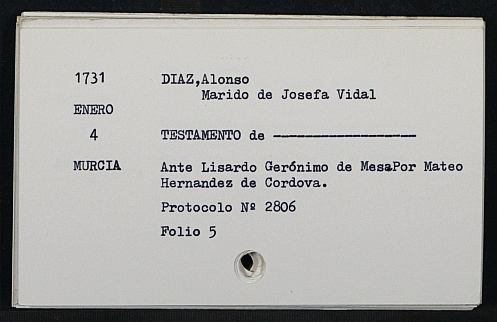 1731 DIAZ,Alonso
Marido de Josefa Vidal
ENERO
4 TESTAMENTO de ------------------
MURCIA Ante Lisardo Gerónimo de MesaPor Mateo
Hernandez de Cordova.
Protocolo Nº 2806
Folio 5